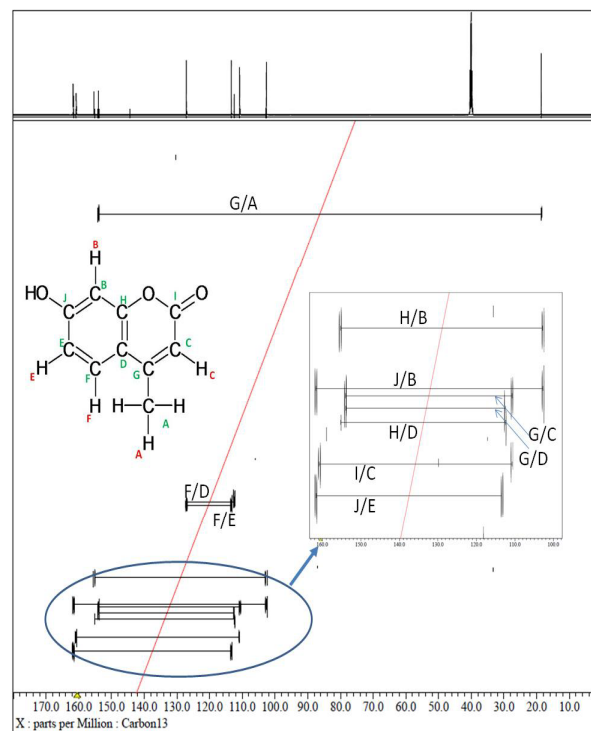 G/A
B
H
HO
J
B
H
O
I
O
E
D
C
H
E
F
G
H
C
H
F
H
H
A
H
A
F/D
F/E
H/B
J/B
H/D
G/C
G/D
I/C
J/E
160.0 150.0 140.0 130.0 120.0 110.0 100.0
170.0 160.0 150.0 140.0 130.0 120.0 110.0 100.0 90.0 80.0 70.0 60.0 50.0 40.0 30.0 20.0 10.0 0
X : parts per Million : Carbon13